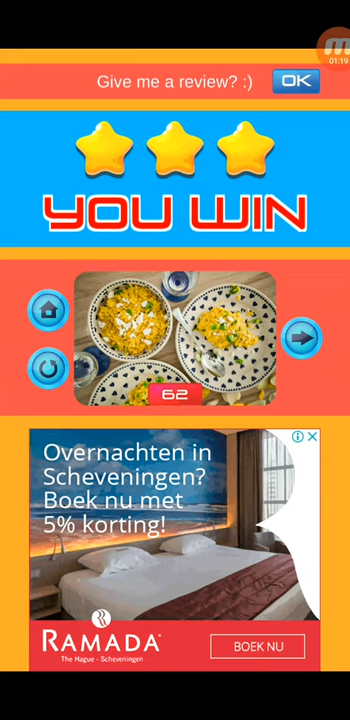 01:19
Give me a review? :)
OK
YOU WIN
62
Overnachten in
Scheveningen?
Boek nu met
5% korting!
RAMADA
The Hague - Scheveningen
BOEK NU